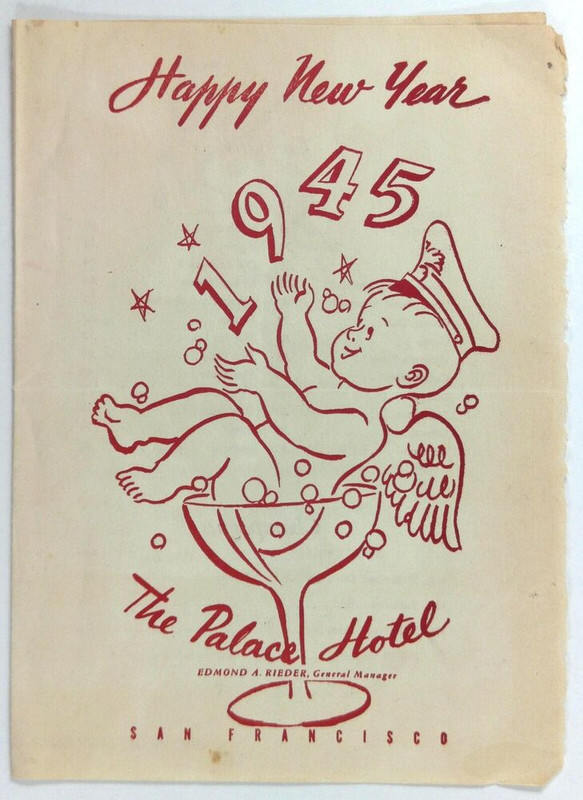 Happy New Year
1945
The Palace Hotel
EDMOND A. RIEDER, General Manager
SAN FRANCISCO